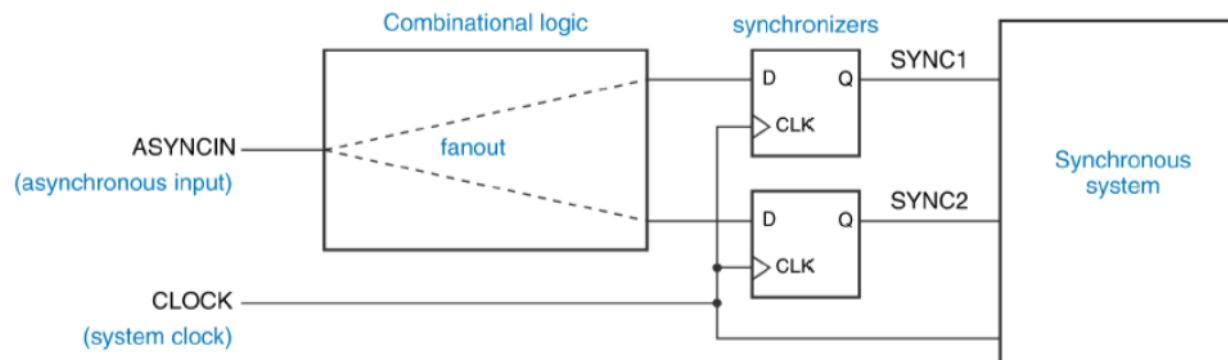 Combinational logic
synchronizers
D
Q
SYNC1
CLK
ASYNCIN
(asynchronous input)
fanout
Synchronous
system
D
Q
SYNC2
CLK
CLOCK
(system clock)